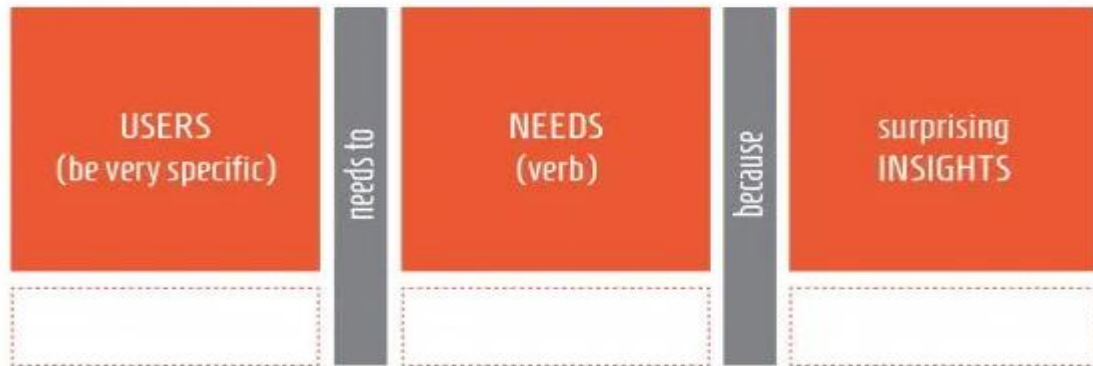 USERS
(be very specific)
needs to
NEEDS
(verb)
because
surprising
INSIGHTS